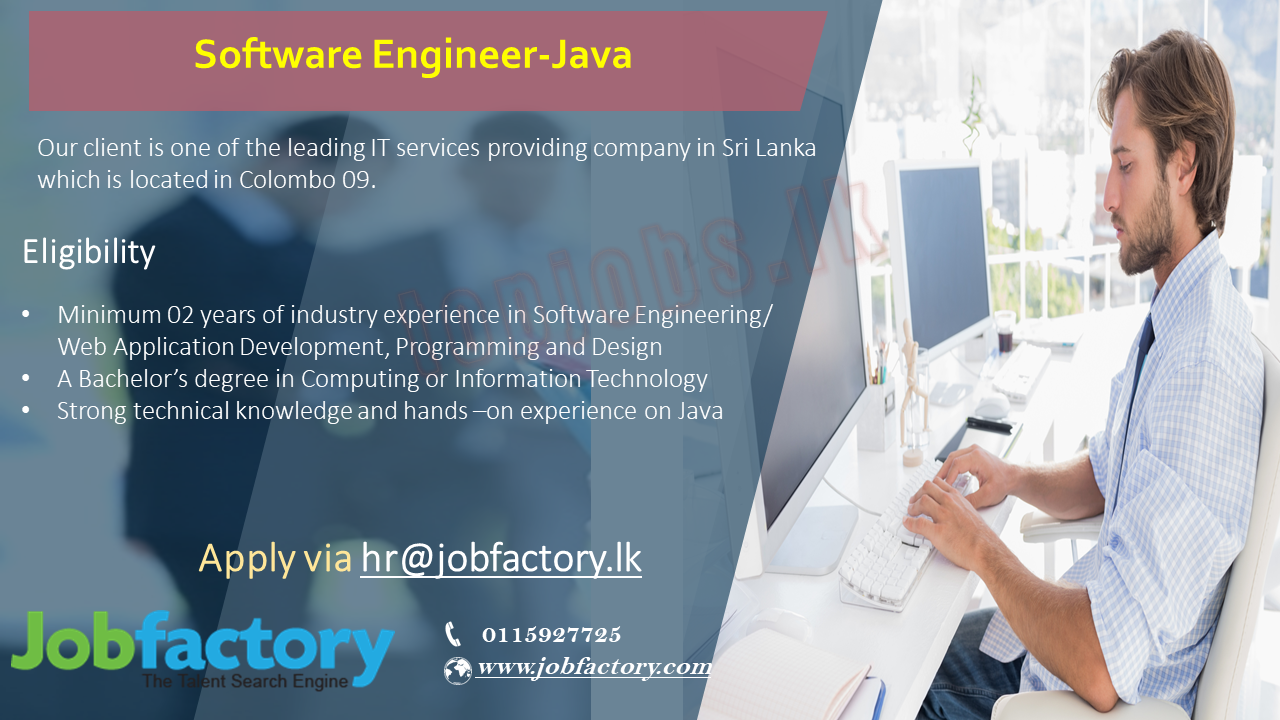 Software Engineer-Java
Our client is one of the leading IT services providing company in Sri Lanka
which is located in Colombo 09.
Eligibility
• Minimum 02 years of industry experience in Software Engineering/
Web Application Development, Programming and Design
• A Bachelor’s degree in Computing or Information Technology
• Strong technical knowledge and hands –on experience on Java
Apply via hr@jobfactory.lk
Jobfactory
The Talent Search Engine
0115927725
www.jobfactory.com